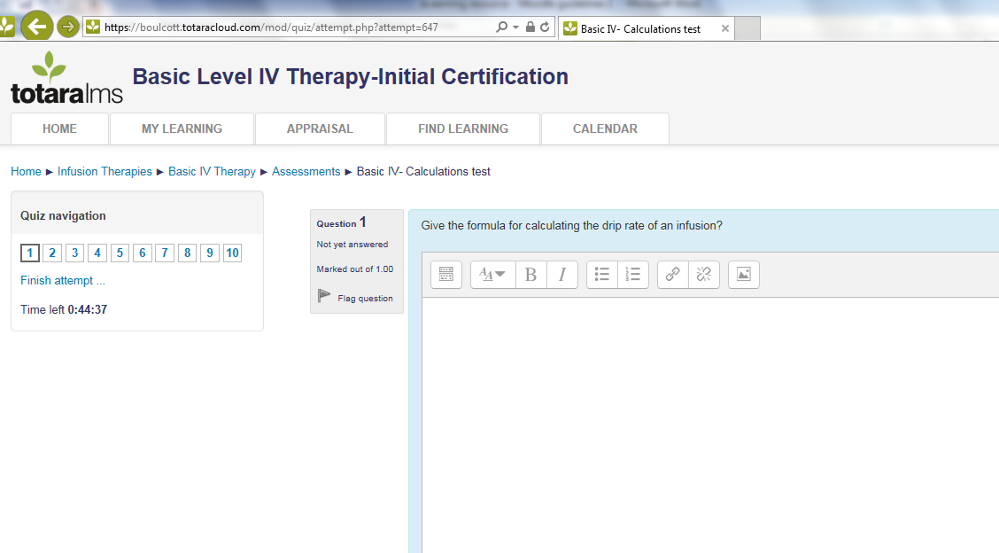 https://boulcott.totaracloud.com/mod/quiz/attempt.php?attempt=647
Basic IV- Calculations test
totaralms
Basic Level IV Therapy-Initial Certification
HOME MY LEARNING APPRAISAL FIND LEARNING CALENDAR
Home ► Infusion Therapies ► Basic IV Therapy ► Assessments ► Basic IV- Calculations test
Quiz navigation
1 2 3 4 5 6 7 8 9 10
Finish attempt ...
Time left 0:44:37
Question 1
Not yet answered
Marked out of 1.00
Flag question
Give the formula for calculating the drip rate of an infusion?
AA B I